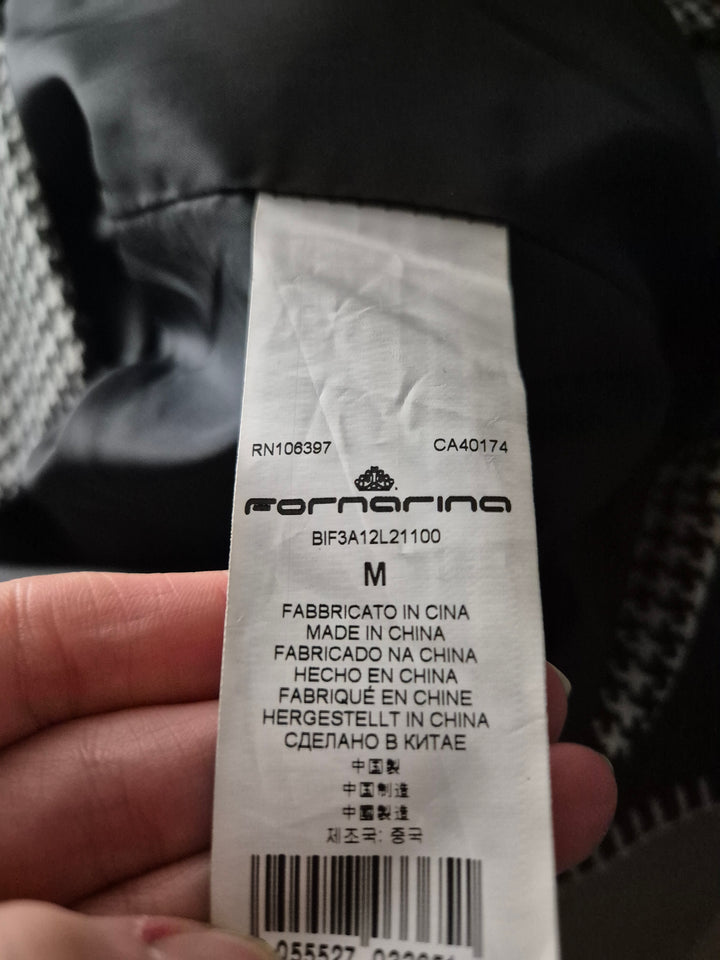 RN106397 CA40174
Fornarina
BIF3A12L21100
M
FABBRICATO IN CINA
MADE IN CHINA
FABRICADO NA CHINA
HECHO EN CHINA
FABRIQUÉ EN CHINE
HERGESTELLT IN CHINA
СДЕЛАНО В КИТАЕ
中国製
中国制造
中國製造
제조국: 중국